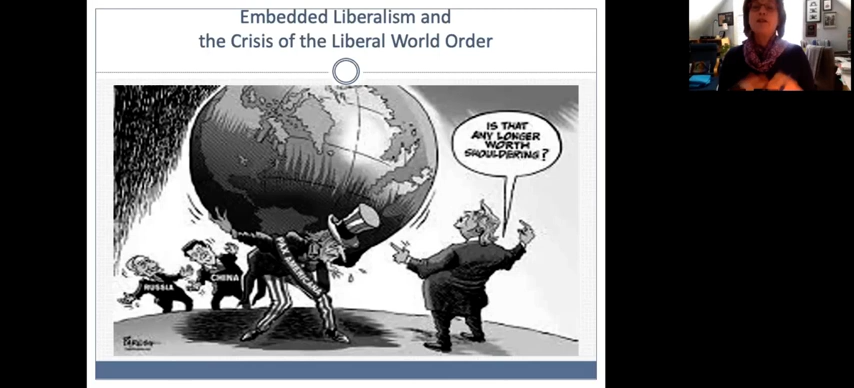 Embedded Liberalism and
the Crisis of the Liberal World Order
IS THAT
ANY LONGER
WORTH
SHOULDERING?
PAX AMERICANA
CHINA
RUSSIA
PARESH